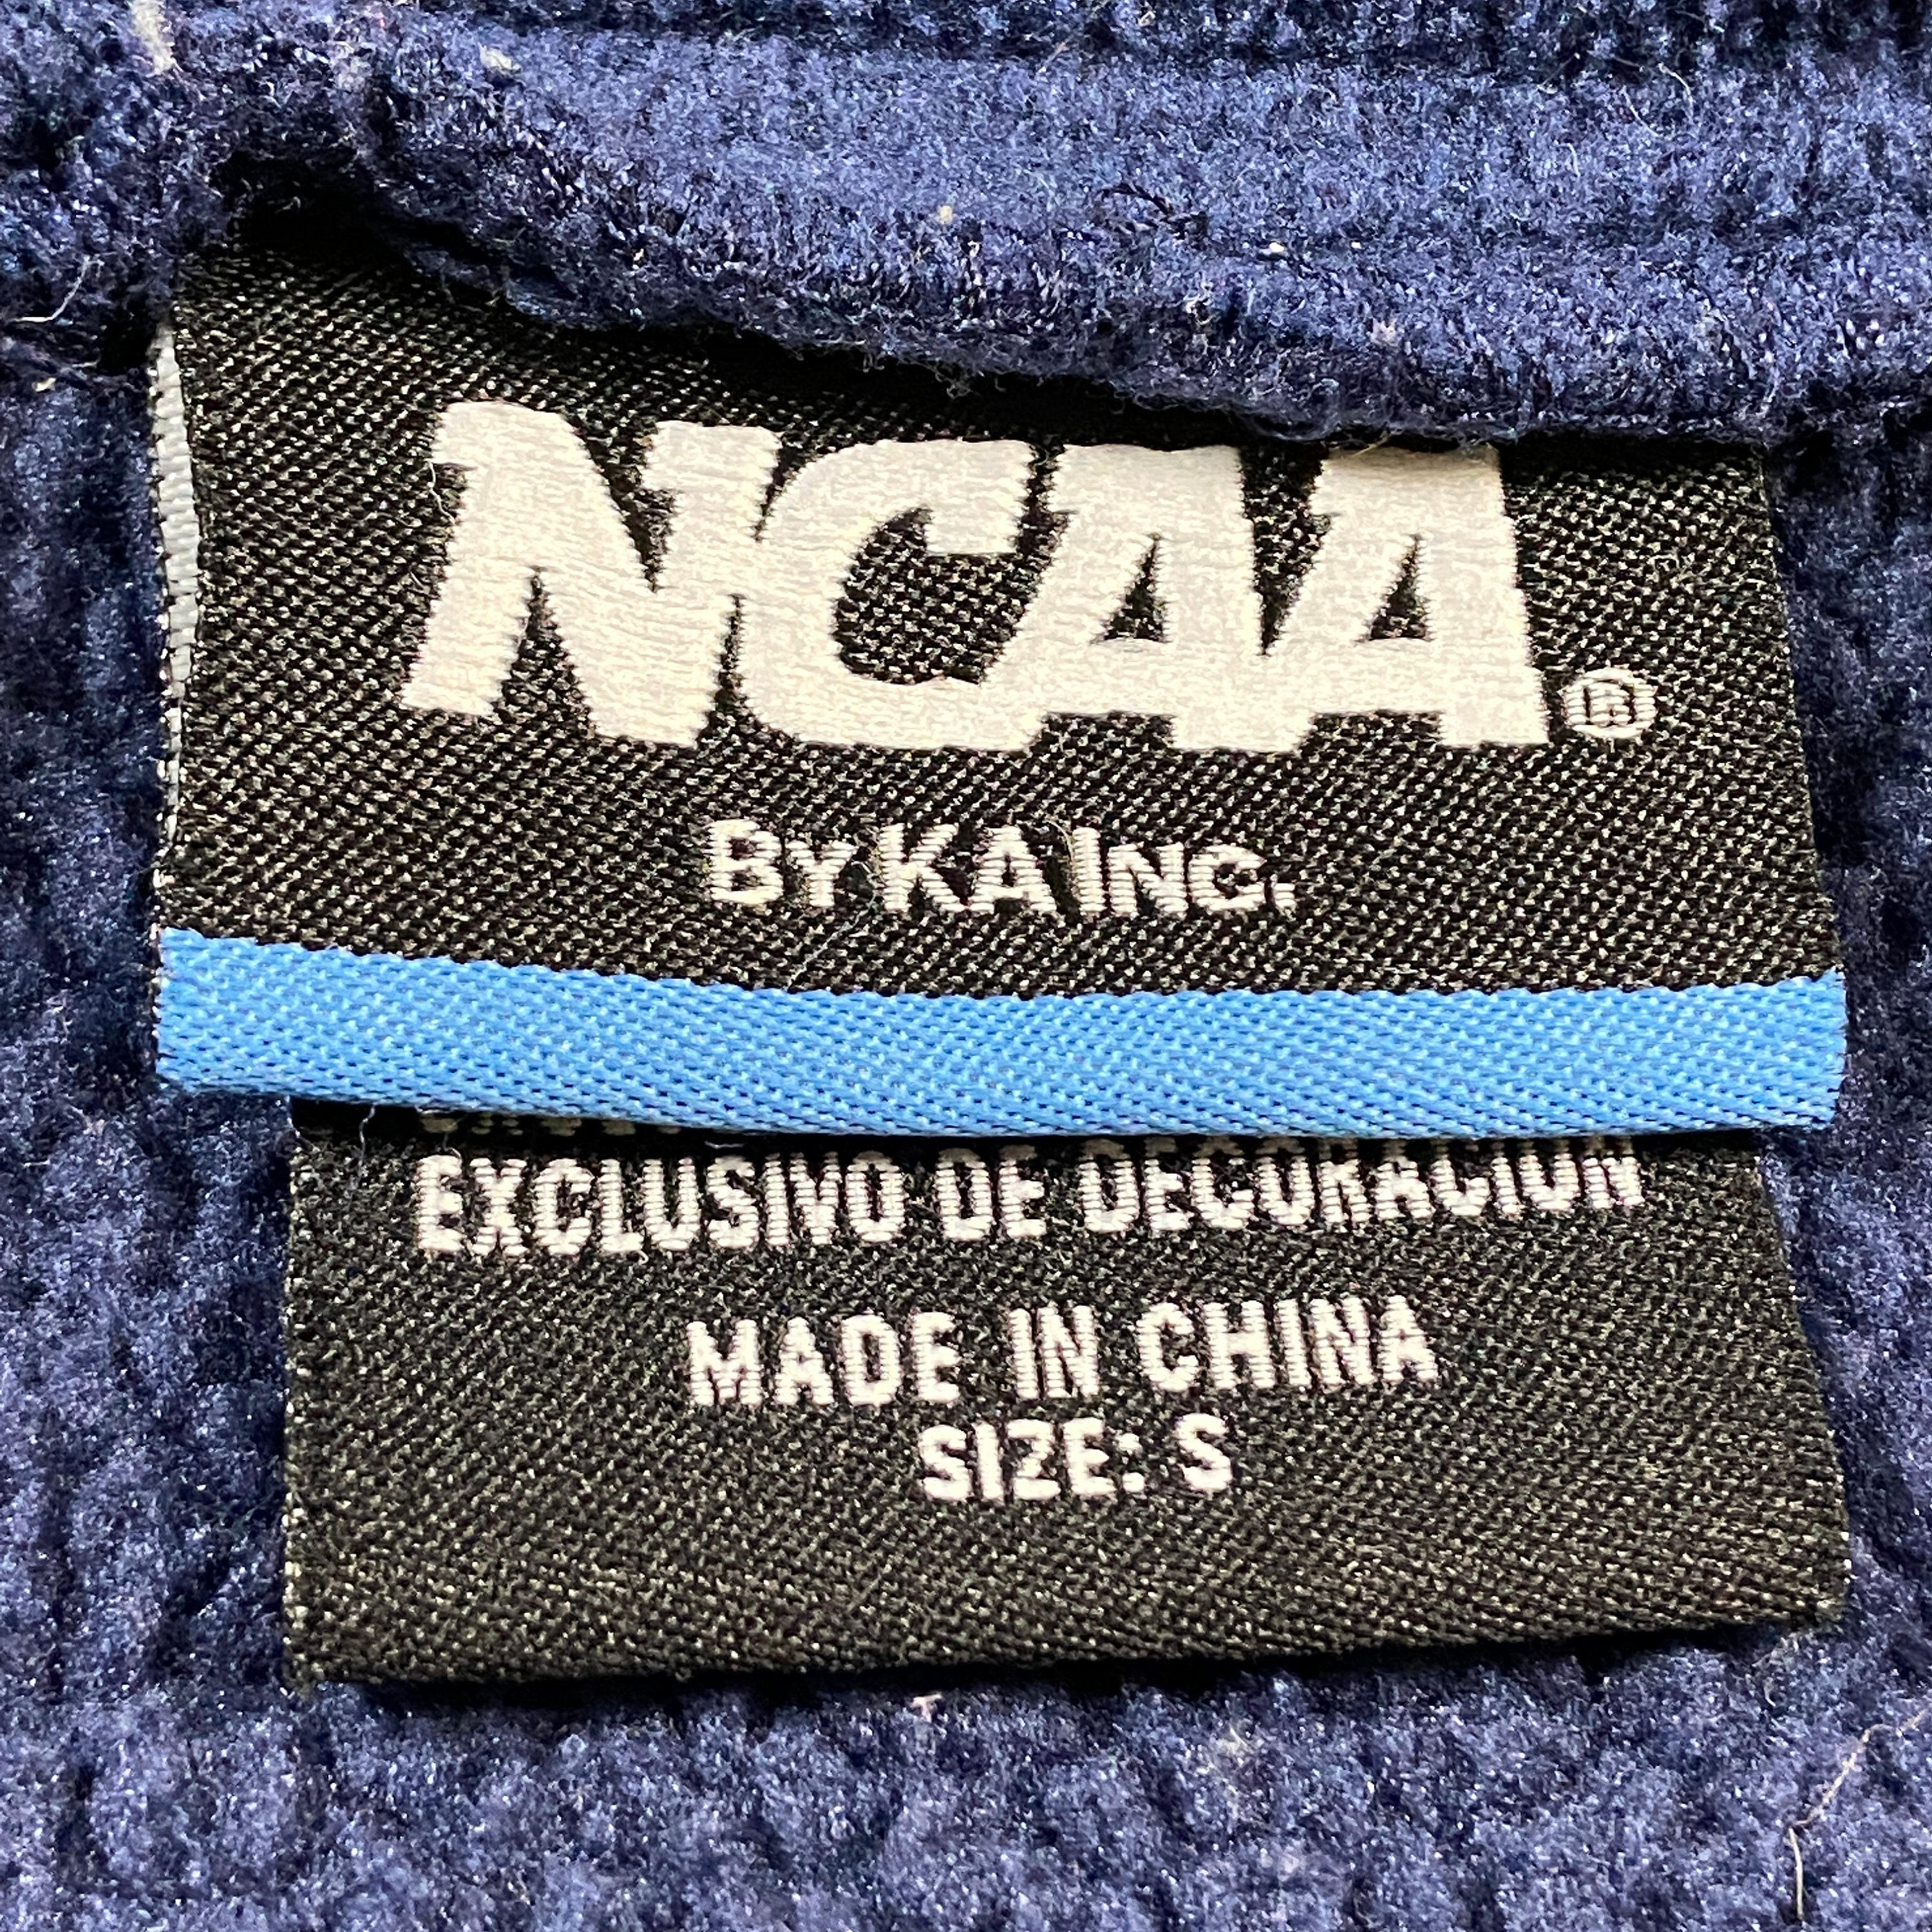 NCAA®
BY KA INC.
EXCLUSIVO DE DECORACION
MADE IN CHINA
SIZE: S